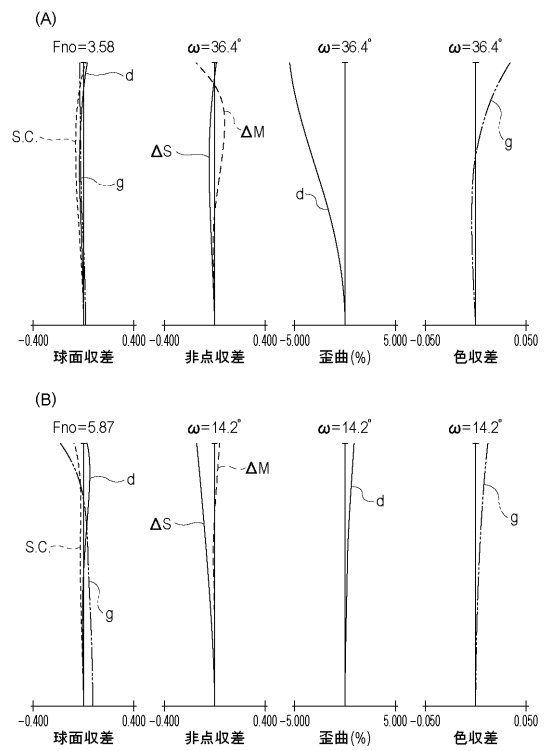 (A)
Fno=3.58 ω=36.4° ω=36.4° ω=36.4°
d
S.C. ΔM g
ΔS
g d
-0.400 0.400 -0.400 0.400 -5.000 5.000 -0.050 0.050
球面収差 非点収差 歪曲(%) 色収差
(B)
Fno=5.87 ω=14.2° ω=14.2° ω=14.2°
d ΔM
d
S.C. ΔS g
g
-0.400 0.400 -0.400 0.400 -5.000 5.000 -0.050 0.050
球面収差 非点収差 歪曲(%) 色収差